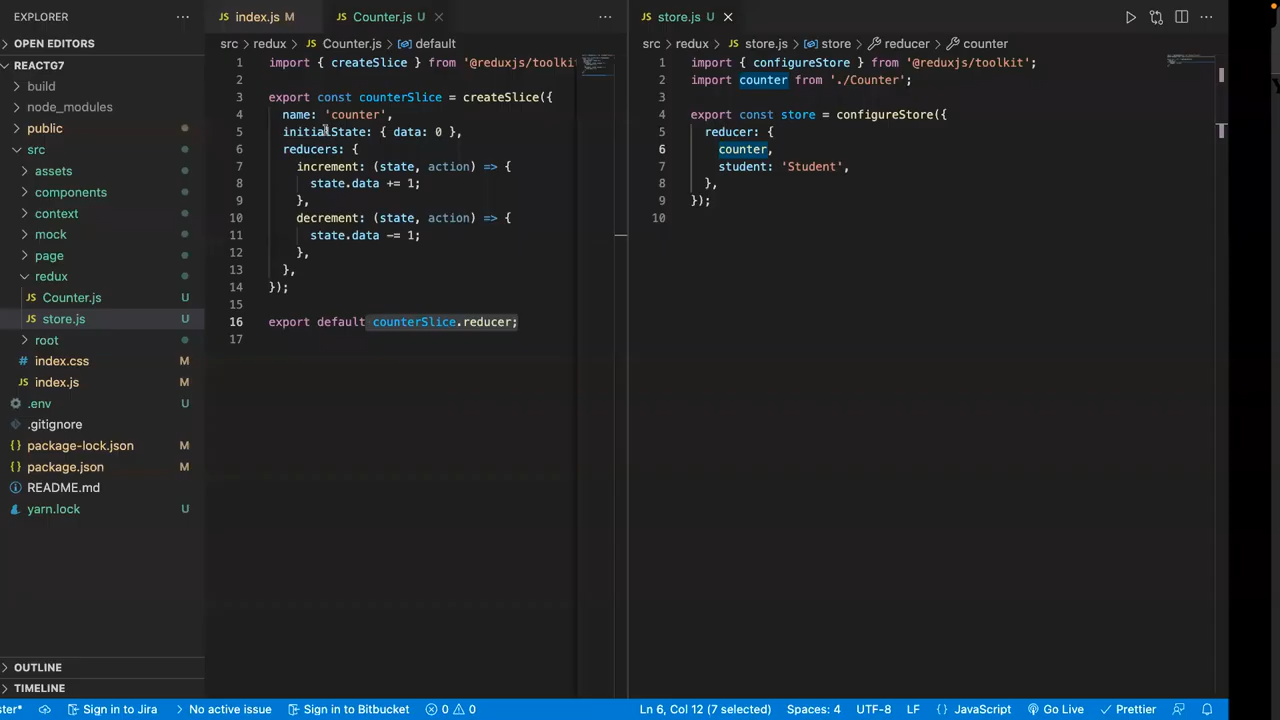 EXPLORER
OPEN EDITORS
REACTG7
build
node_modules
public
src
assets
components
context
mock
page
redux
JS Counter.js U
JS store.js U
root
# index.css M
JS index.js M
.env U
.gitignore
{} package-lock.json M
{} package.json M
README.md
yarn.lock U
OUTLINE
TIMELINE
index.js M
Counter.js U
src > redux > JS Counter.js > default
1 import { createSlice } from '@reduxjs/toolkit
2
3 export const counterSlice = createSlice({
4 name: 'counter',
5 initialState: { data: 0 },
6 reducers: {
7 increment: (state, action) => {
8 state.data += 1;
9 },
10 decrement: (state, action) => {
11 state.data -= 1;
12 },
13 },
14 });
15
16 export default counterSlice.reducer;
17
JS store.js U
src > redux > JS store.js > store > reducer > counter
1 import { configureStore } from '@reduxjs/toolkit';
2 import counter from './Counter';
3
4 export const store = configureStore({
5 reducer: {
6 counter,
7 student: 'Student',
8 },
9 });
10
ster* Sign in to Jira No active issue Sign in to Bitbucket 0 0 Ln 6, Col 12 (7 selected) Spaces: 4 UTF-8 LF {} JavaScript Go Live Prettier